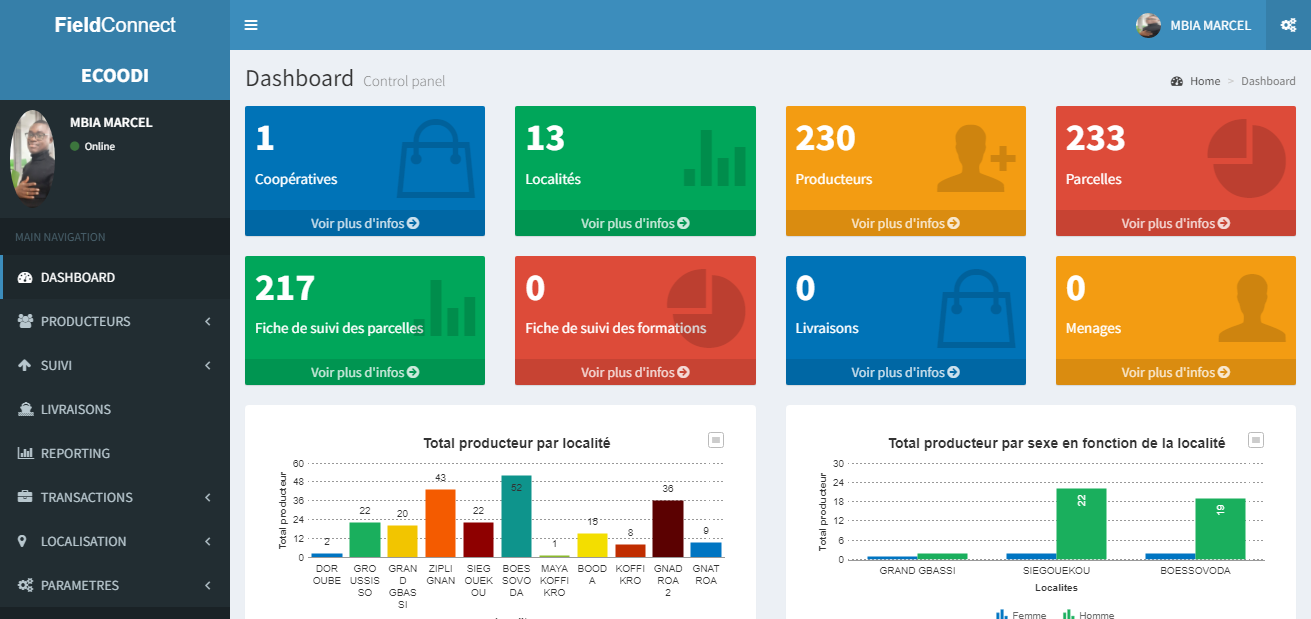 FieldConnect
MBIA MARCEL
ECOODI
MBIA MARCEL
Online
MAIN NAVIGATION
DASHBOARD
PRODUCTEURS
SUIVI
LIVRAISONS
REPORTING
TRANSACTIONS
LOCALISATION
PARAMETRES
Dashboard Control panel
Home > Dashboard
1
Coopératives
Voir plus d'infos
13
Localités
Voir plus d'infos
230
Producteurs
Voir plus d'infos
233
Parcelles
Voir plus d'infos
217
Fiche de suivi des parcelles
Voir plus d'infos
0
Fiche de suivi des formations
Voir plus d'infos
0
Livraisons
Voir plus d'infos
0
Menages
Voir plus d'infos
Total producteur par localité
Total producteur
60
48
36
24
12
0
2
22
20
43
22
52
1
15
8
36
9
DOR
OUBE
GRO
USSIS
SO
GRAN
D
GBAS
SI
ZIPLI
GNAN
SIEG
OUEK
OU
BOES
SOVO
DA
MAYA
KOFFI
KRO
BOOD
A
KOFFI
KRO
GNAD
ROA
2
GNAT
ROA
Total producteur par sexe en fonction de la localité
Total producteur
30
24
18
12
6
0
22
19
GRAND GBASSI
SIEGOUEKOU
BOESSOVODA
Localites
Femme
Homme